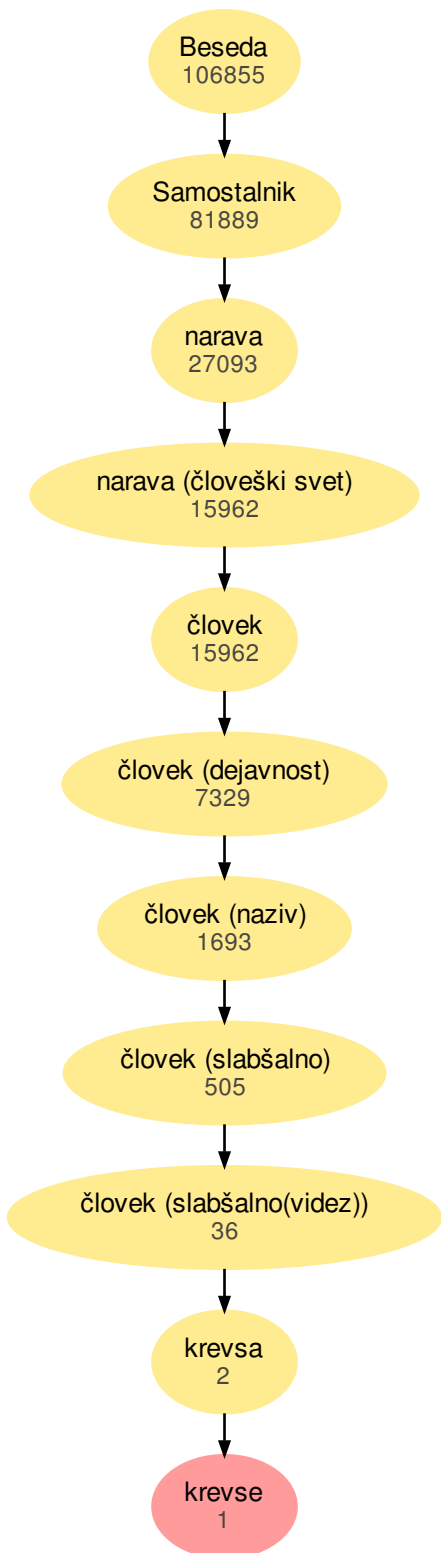 Beseda
106855
Samostalnik
81889
narava
27093
narava (človeški svet)
15962
človek
15962
človek (dejavnost)
7329
človek (naziv)
1693
človek (slabšalno)
505
človek (slabšalno(videz))
36
krevsa
2
krevse
1